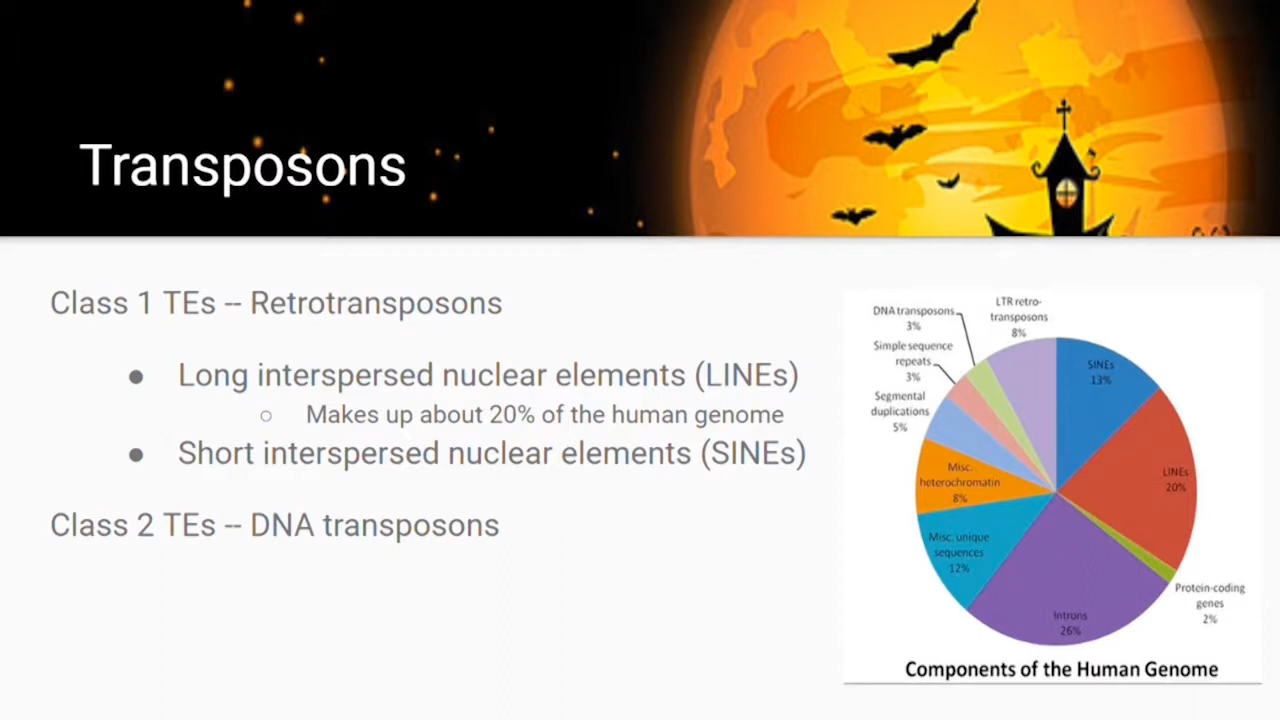 Transposons
Class 1 TEs -- Retrotransposons
● Long interspersed nuclear elements (LINEs)
○ Makes up about 20% of the human genome
● Short interspersed nuclear elements (SINEs)
Class 2 TEs -- DNA transposons
LTR retro-
transposons
8%
DNA transposons
3%
Simple sequence
repeats
3%
Segmental
duplications
5%
Misc.
heterochromatin
8%
Misc. unique
sequences
12%
Introns
26%
Protein-coding
genes
2%
LINEs
20%
SINEs
13%
Components of the Human Genome